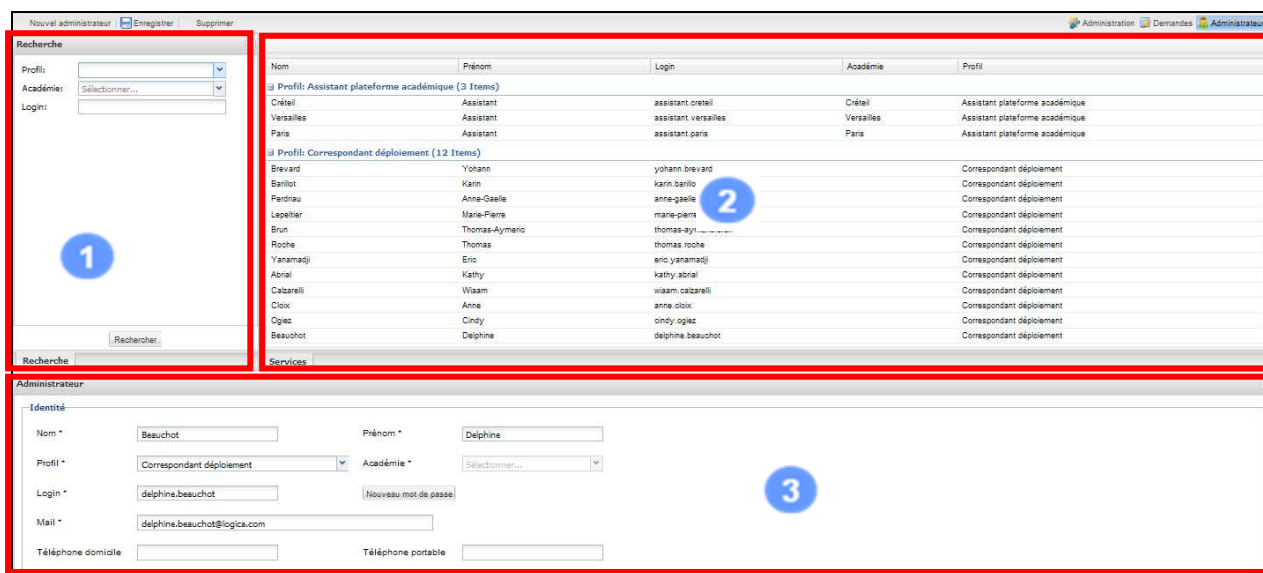 Nouvel administrateur Enregistrer Supprimer Administration Demandes Administrateur
Recherche
Profil:
Académie: Sélectionner...
Login:
1
Rechercher
Recherche
Nom Prénom Login Académie Profil
Profil: Assistant plateforme académique (3 Items)
Créteil Assistant assistant.creteil Créteil Assistant plateforme académique
Versailles Assistant assistant.versailles Versailles Assistant plateforme académique
Paris Assistant assistant.paris Paris Assistant plateforme académique
Profil: Correspondant déploiement (12 Items)
Brevard Yohann yohann.brevard Correspondant déploiement
Barillot Karin karin.barillo Correspondant déploiement
Perdriau Anne-Gaelle anne-gaelle Correspondant déploiement
2
Lepeltier Marie-Pierre marie-pierre Correspondant déploiement
Brun Thomas-Aymeric Correspondant déploiement
Roche Thomas thomas.roche Correspondant déploiement
Yanamadji Eric eric.yanamadji Correspondant déploiement
Abrial Kathy kathy.abrial Correspondant déploiement
Calzarelli Wiaam wiaam.calzarelli Correspondant déploiement
Cloix Anne anne.cloix Correspondant déploiement
Ogiez Cindy cindy.ogiez Correspondant déploiement
Beauchot Delphine delphine.beauchot Correspondant déploiement
Services
Administrateur
Identité
Nom * Beauchot Prénom * Delphine
Profil * Correspondant déploiement Académie * Sélectionner...
Login * delphine.beauchot Nouveau mot de passe
3
Mail * delphine.beauchot@logica.com
Téléphone domicile Téléphone portable